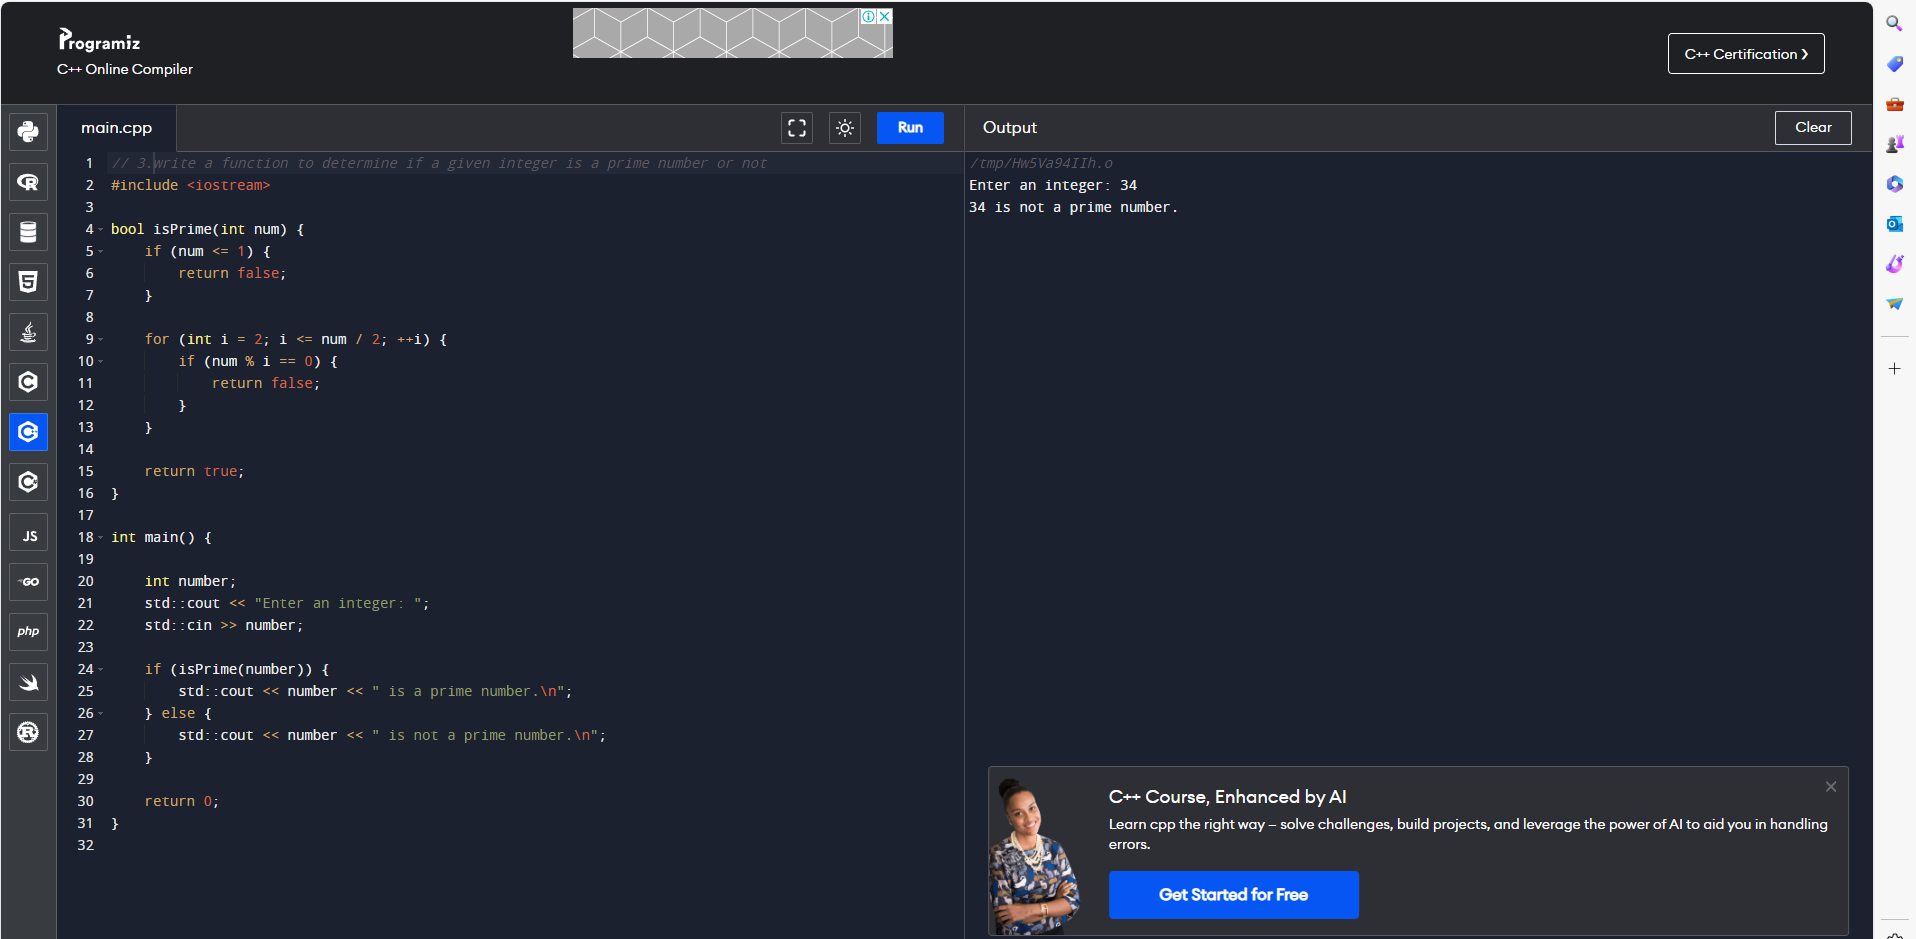 Programiz
C++ Online Compiler
C++ Certification ❯
main.cpp
Run
Output
Clear
1 // 3.write a function to determine if a given integer is a prime number or not
2 #include <iostream>
3
4 bool isPrime(int num) {
5     if (num <= 1) {
6         return false;
7     }
8
9     for (int i = 2; i <= num / 2; ++i) {
10         if (num % i == 0) {
11             return false;
12         }
13     }
14
15     return true;
16 }
17
18 int main() {
19
20     int number;
21     std::cout << "Enter an integer: ";
22     std::cin >> number;
23
24     if (isPrime(number)) {
25         std::cout << number << " is a prime number.\n";
26     } else {
27         std::cout << number << " is not a prime number.\n";
28     }
29
30     return 0;
31 }
32
/tmp/Hw5Va94IIh.o
Enter an integer: 34
34 is not a prime number.
JS
GO
php
C++ Course, Enhanced by AI
Learn cpp the right way – solve challenges, build projects, and leverage the power of AI to aid you in handling
errors.
Get Started for Free